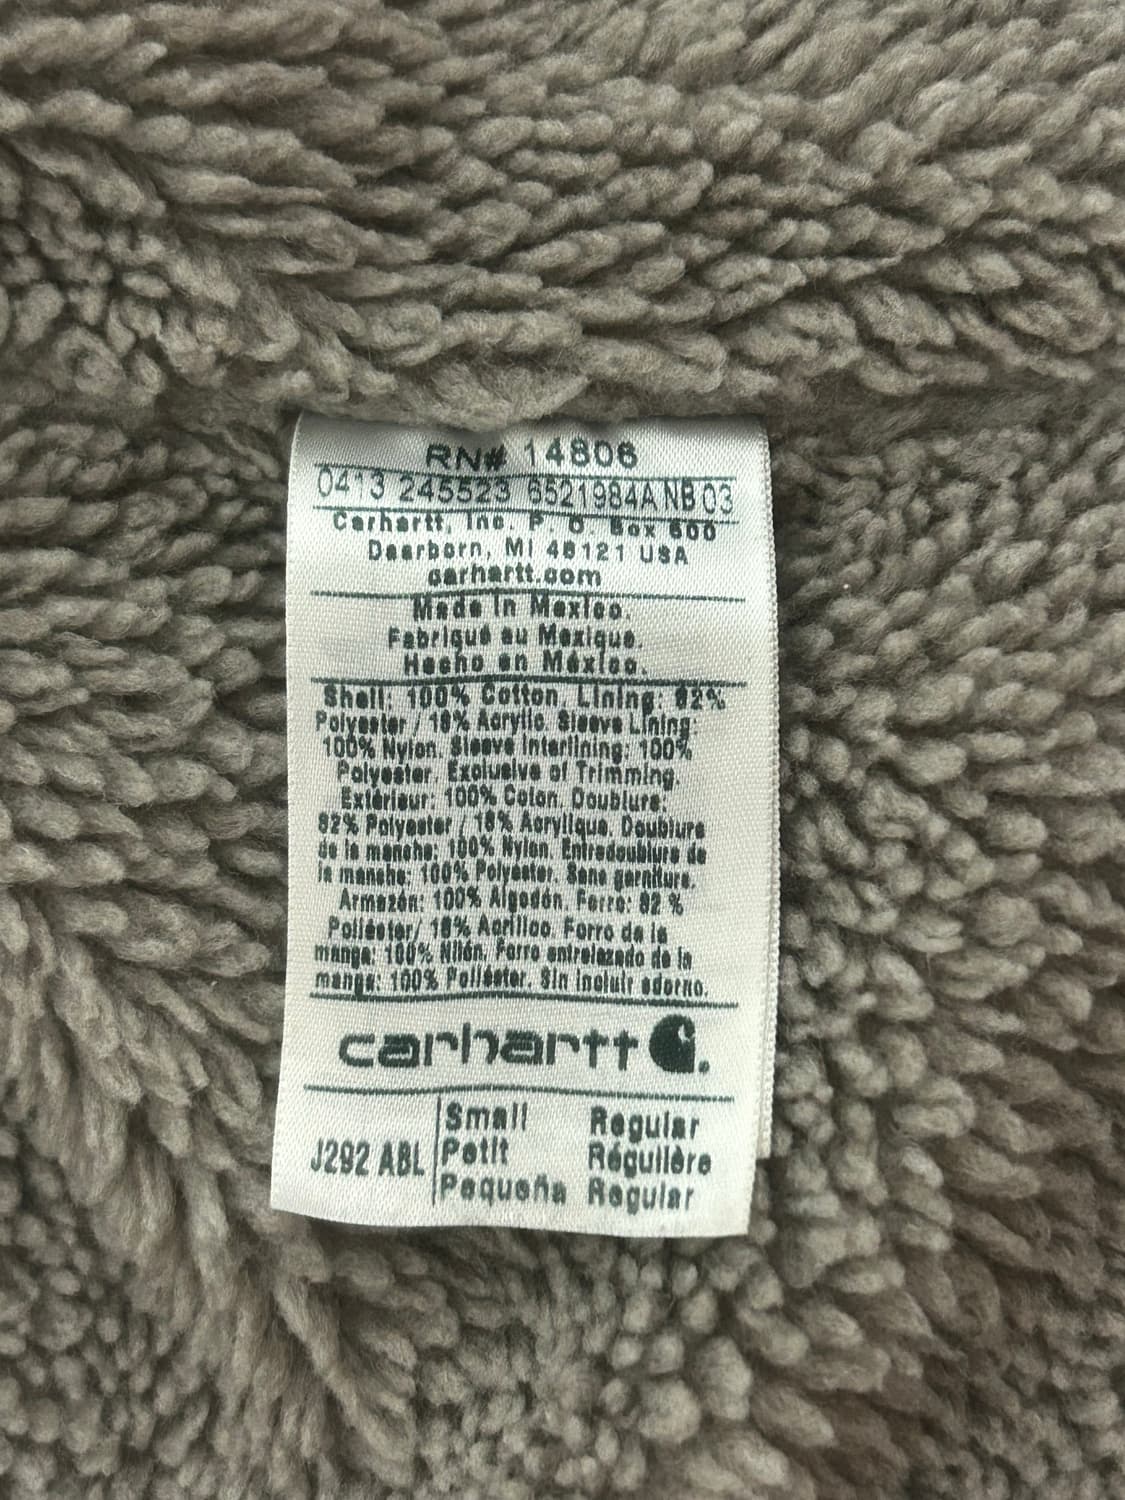 RN# 14806
0413 245523 6521984A NB 03
Carhartt, Inc. P. O. Box 600
Dearborn, MI 48121 USA
carhartt.com
Made in Mexico.
Fabriqué au Mexique.
Hecho en México.
Shell: 100% Cotton. Lining: 82%
Polyester / 18% Acrylic. Sleeve Lining:
100% Nylon. Sleeve Interlining: 100%
Polyester. Exclusive of Trimming.
Extérieur: 100% Coton. Doublure:
82% Polyester / 18% Acrylique. Doublure
de la manche: 100% Nylon. Entredoublure de
la manche: 100% Polyester. Sans garniture.
Armazón: 100% Algodón. Forro: 82 %
Poliéster/ 18% Acrílico. Forro de la
manga: 100% Nilón. Forro entrelazado de la
manga: 100% Poliéster. Sin incluir adorno.
carhartt
J292 ABL
Small Regular
Petit Régulière
Pequeña Regular